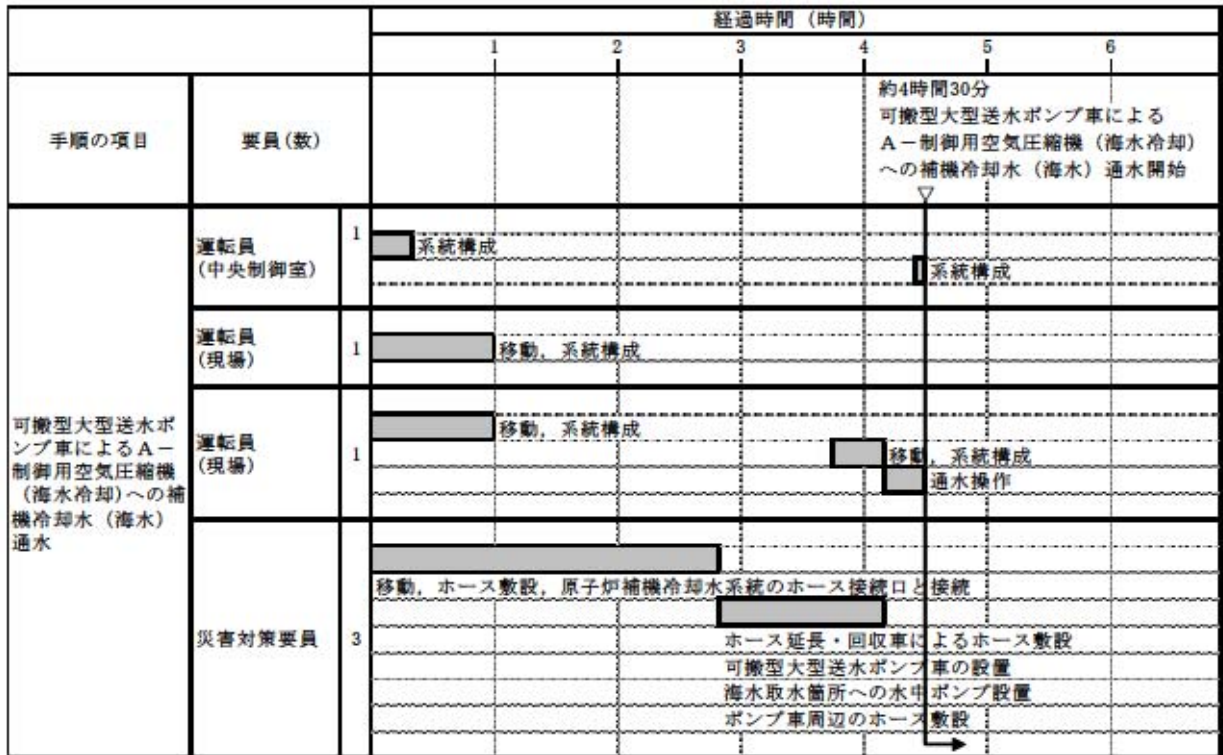 経過時間（時間）
1 2 3 4 5 6
手順の項目
要員(数)
約4時間30分
可搬型大型送水ポンプ車による
A－制御用空気圧縮機（海水冷却）
への補機冷却水（海水）通水開始
▽
可搬型大型送水ポ
ンプ車によるA－
制御用空気圧縮機
（海水冷却)への補
機冷却水（海水）
通水
運転員
(中央制御室)
1
系統構成
系統構成
運転員
(現場)
1
移動，系統構成
運転員
(現場)
1
移動，系統構成
移動，系統構成
通水操作
災害対策要員
3
移動，ホース敷設，原子炉補機冷却水系統のホース接続口と接続
ホース延長・回収車によるホース敷設
可搬型大型送水ポンプ車の設置
海水取水箇所への水中ポンプ設置
ポンプ車周辺のホース敷設